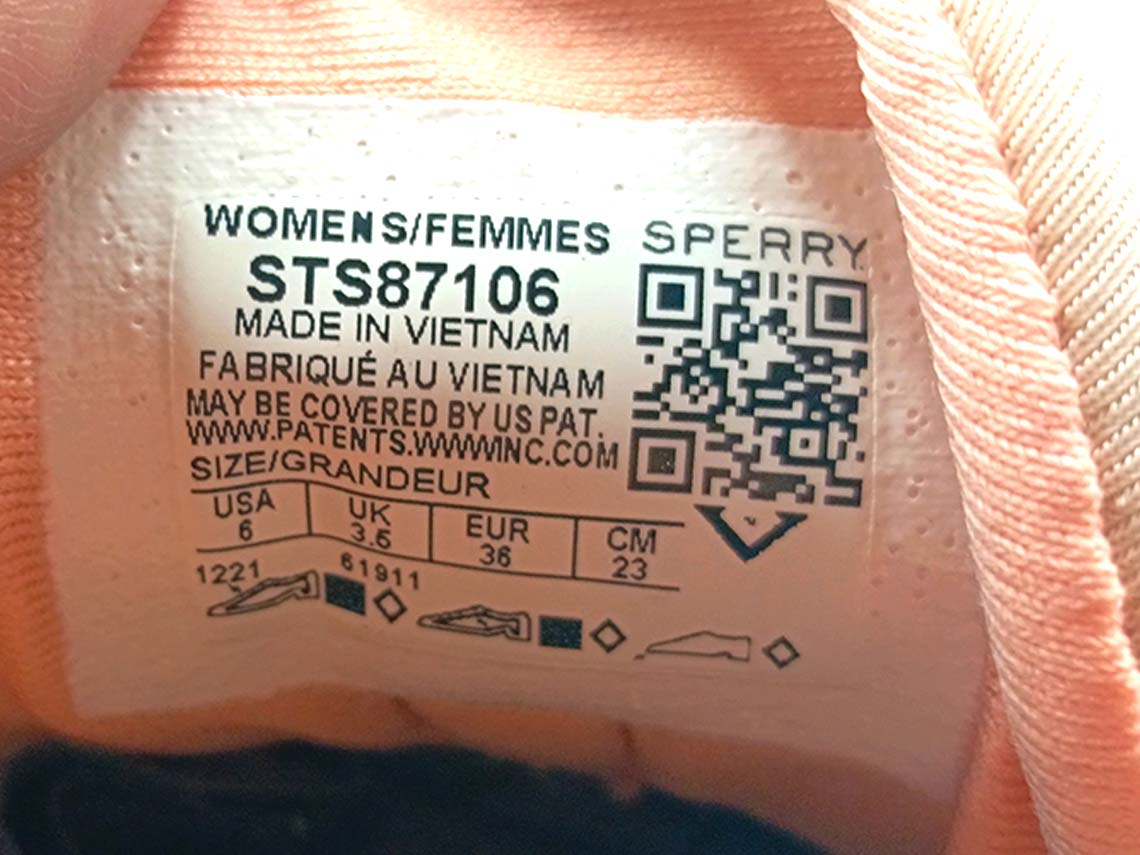 WOMENS/FEMMES
SPERRY
STS87106
MADE IN VIETNAM
FABRIQUÉ AU VIETNAM
MAY BE COVERED BY US PAT.
WWW.PATENTS.WWWINC.COM
SIZE/GRANDEUR
USA UK EUR CM
6 3.5 36 23
1221 61911